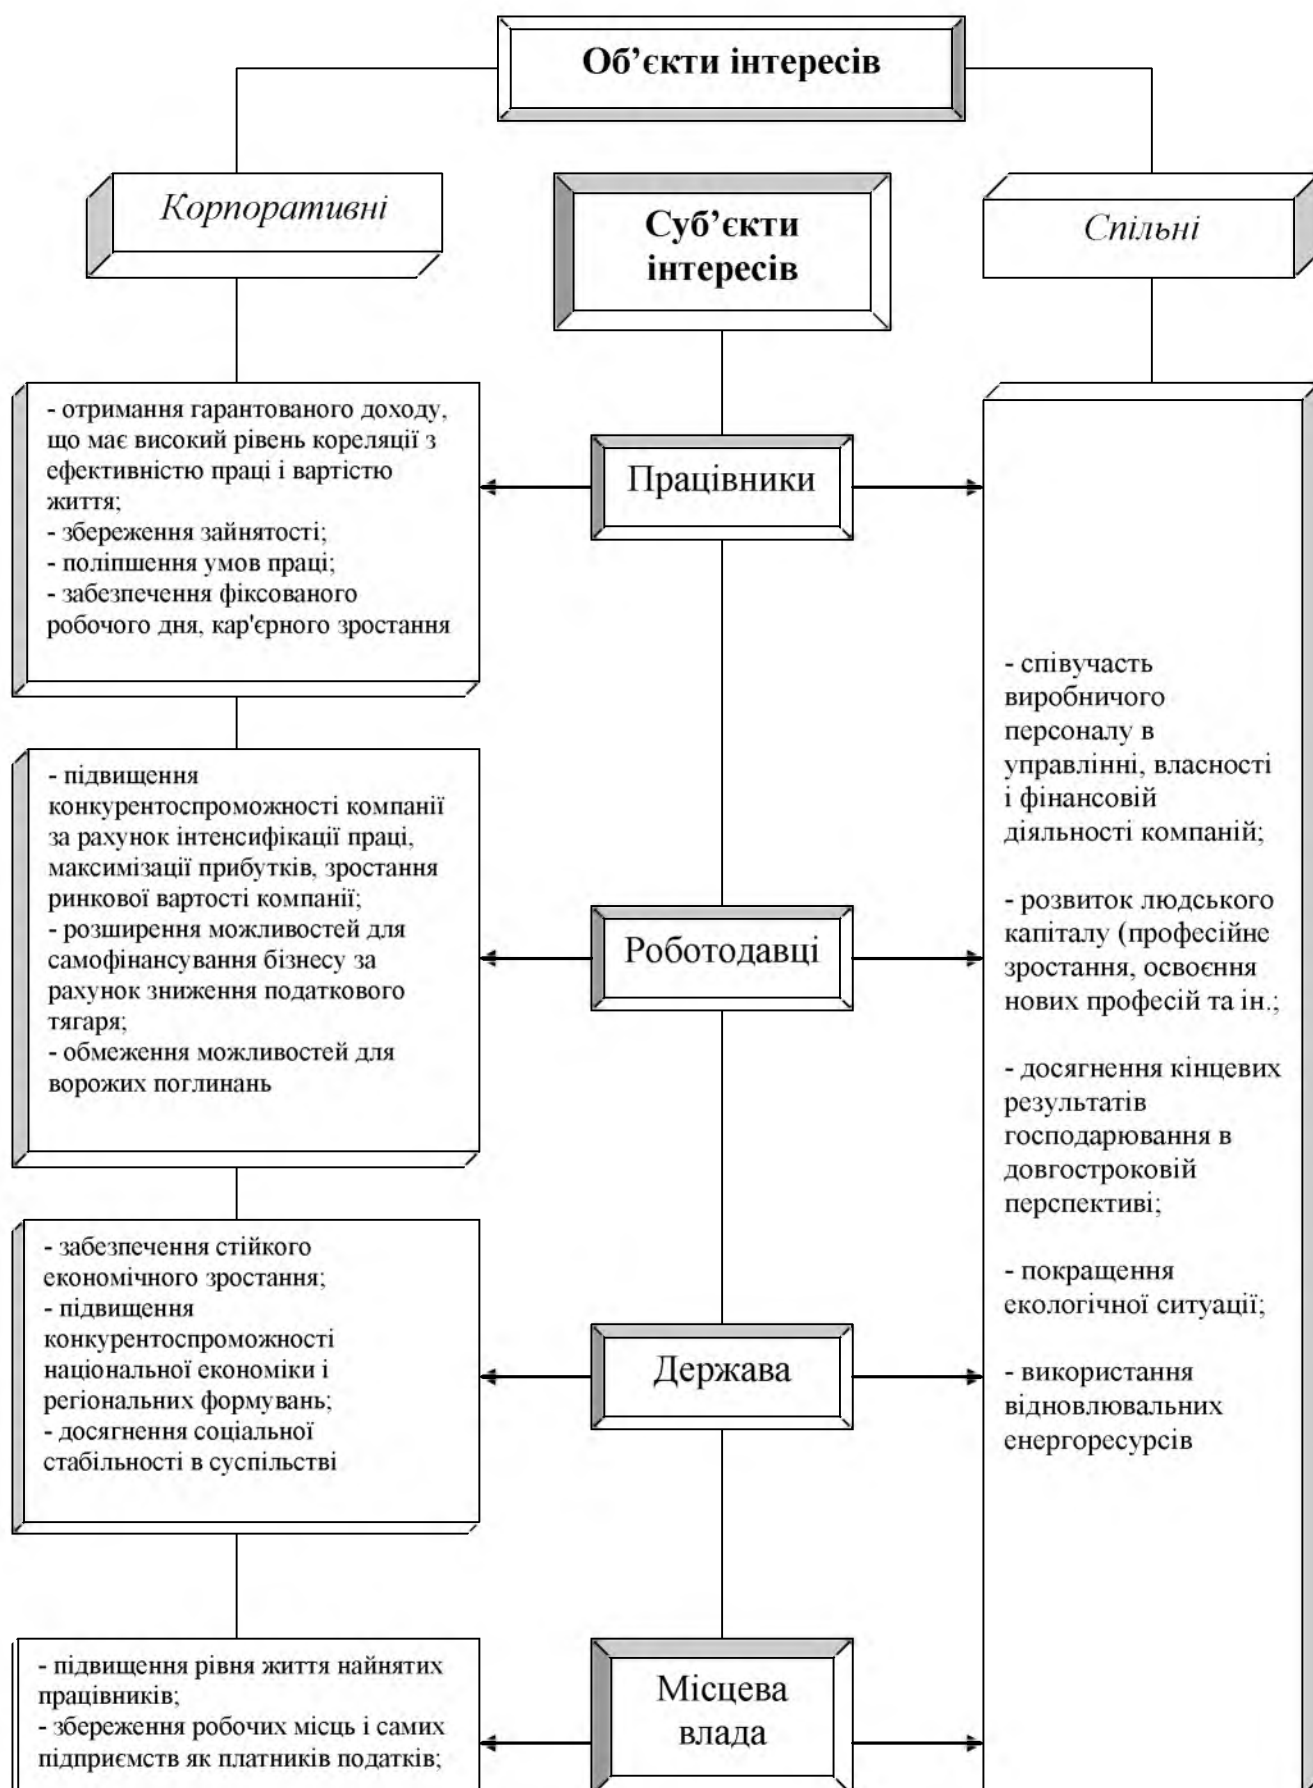 Об’єкти інтересів
Корпоративні
Суб’єкти
інтересів
Спільні
- отримання гарантованого доходу,
що має високий рівень кореляції з
ефективністю праці і вартістю
життя;
- збереження зайнятості;
- поліпшення умов праці;
- забезпечення фіксованого
робочого дня, кар'єрного зростання
Працівники
- підвищення
конкурентоспроможності компанії
за рахунок інтенсифікації праці,
максимізації прибутків, зростання
ринкової вартості компанії;
- розширення можливостей для
самофінансування бізнесу за
рахунок зниження податкового
тягаря;
- обмеження можливостей для
ворожих поглинань
Роботодавці
- забезпечення стійкого
економічного зростання;
- підвищення
конкурентоспроможності
національної економіки і
регіональних формувань;
- досягнення соціальної
стабільності в суспільстві
Держава
- підвищення рівня життя найнятих
працівників;
- збереження робочих місць і самих
підприємств як платників податків;
Місцева
влада
- співучасть
виробничого
персоналу в
управлінні, власності
і фінансовій
діяльності компаній;
- розвиток людського
капіталу (професійне
зростання, освоєння
нових професій та ін.;
- досягнення кінцевих
результатів
господарювання в
довгостроковій
перспективі;
- покращення
екологічної ситуації;
- використання
відновлювальних
енергоресурсів